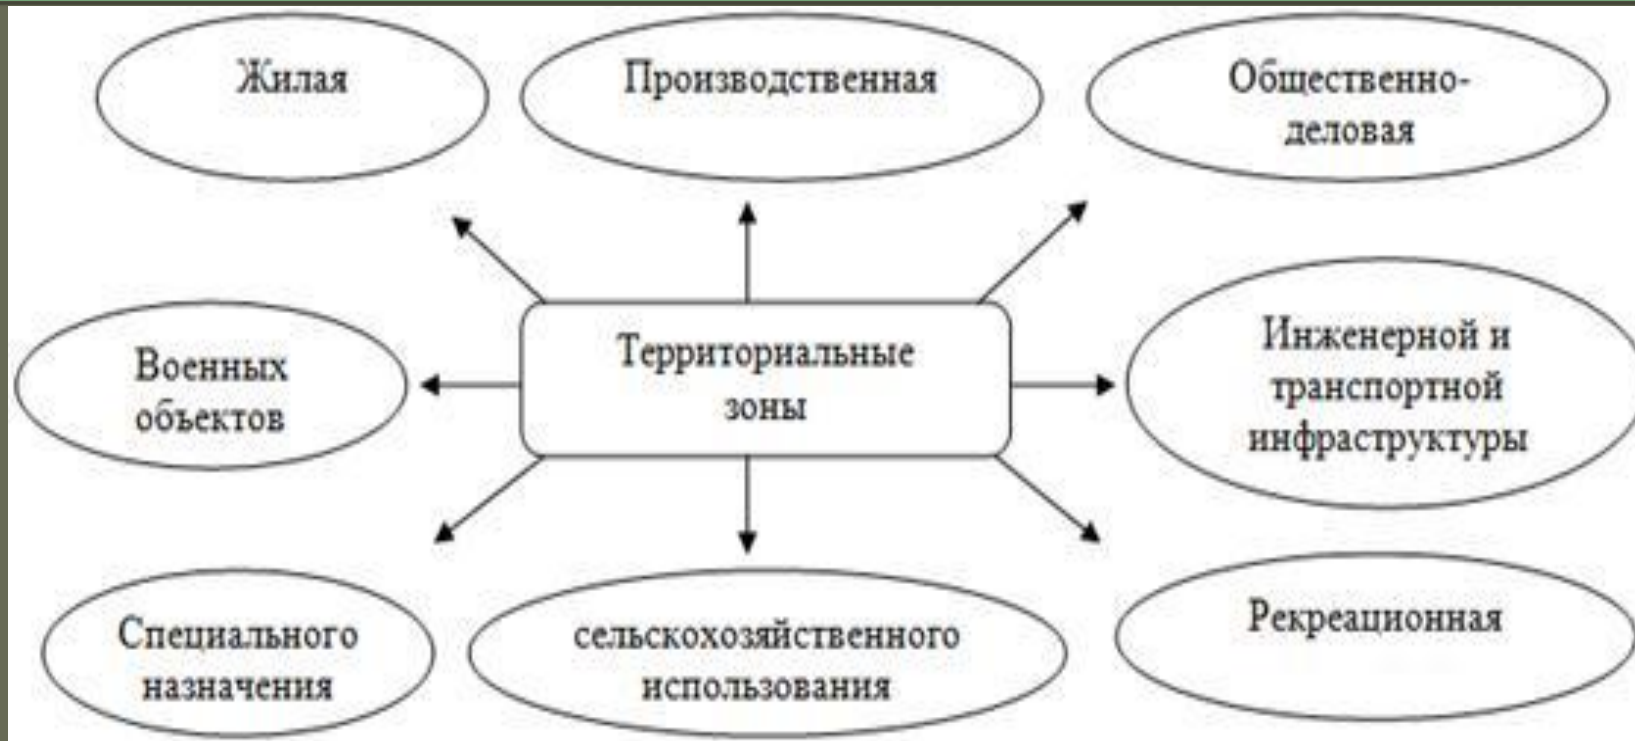 Жилая
Производственная
Общественно-
деловая
Военных
объектов
Территориальные
зоны
Инженерной и
транспортной
инфраструктуры
Специального
назначения
сельскохозяйственного
использования
Рекреационная